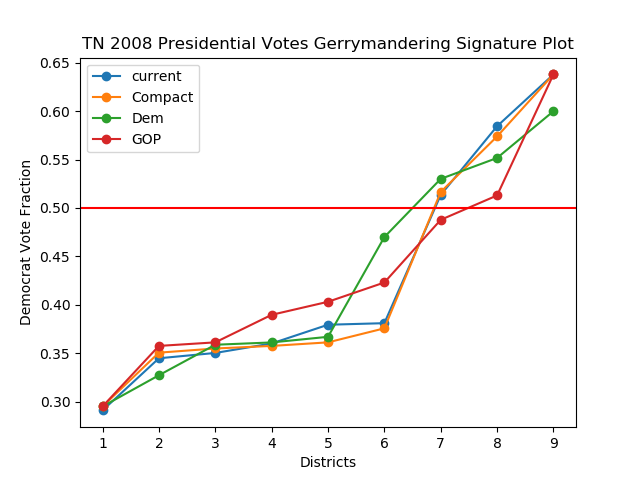 TN 2008 Presidential Votes Gerrymandering Signature Plot
current
Compact
Dem
GOP
0.65
0.60
0.55
0.50
0.45
0.40
0.35
0.30
Democrat Vote Fraction
1 2 3 4 5 6 7 8 9
Districts